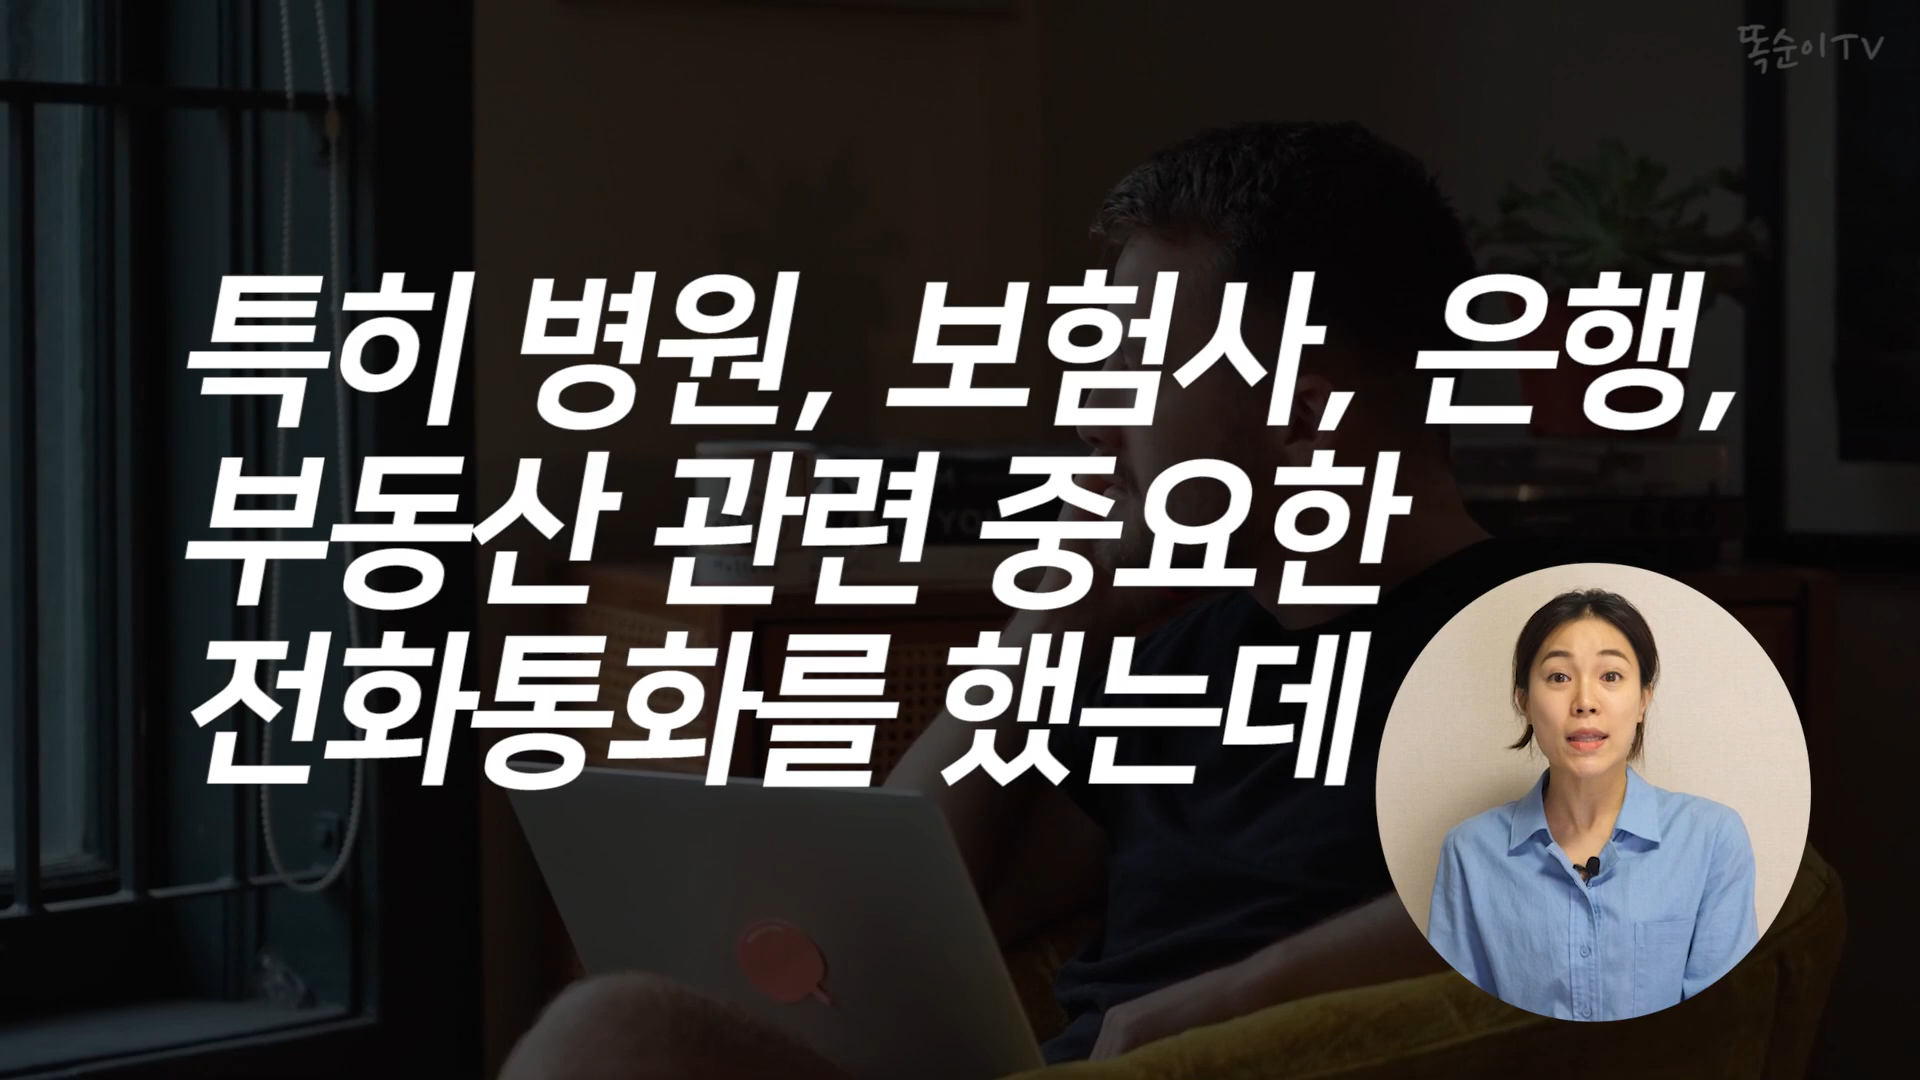 똑순이TV
특히 병원, 보험사, 은행,
부동산 관련 중요한
전화통화를 했는데